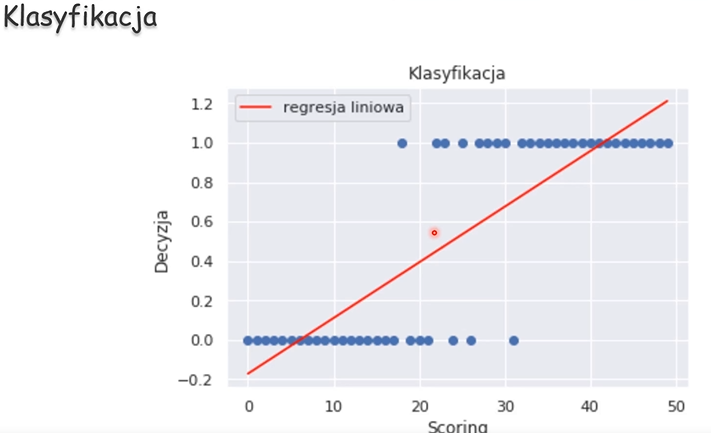 Klasyfikacja
Klasyfikacja
regresja liniowa
1.2
1.0
0.8
0.6
0.4
0.2
0.0
−0.2
Decyzja
0 10 20 30 40 50
Scoring